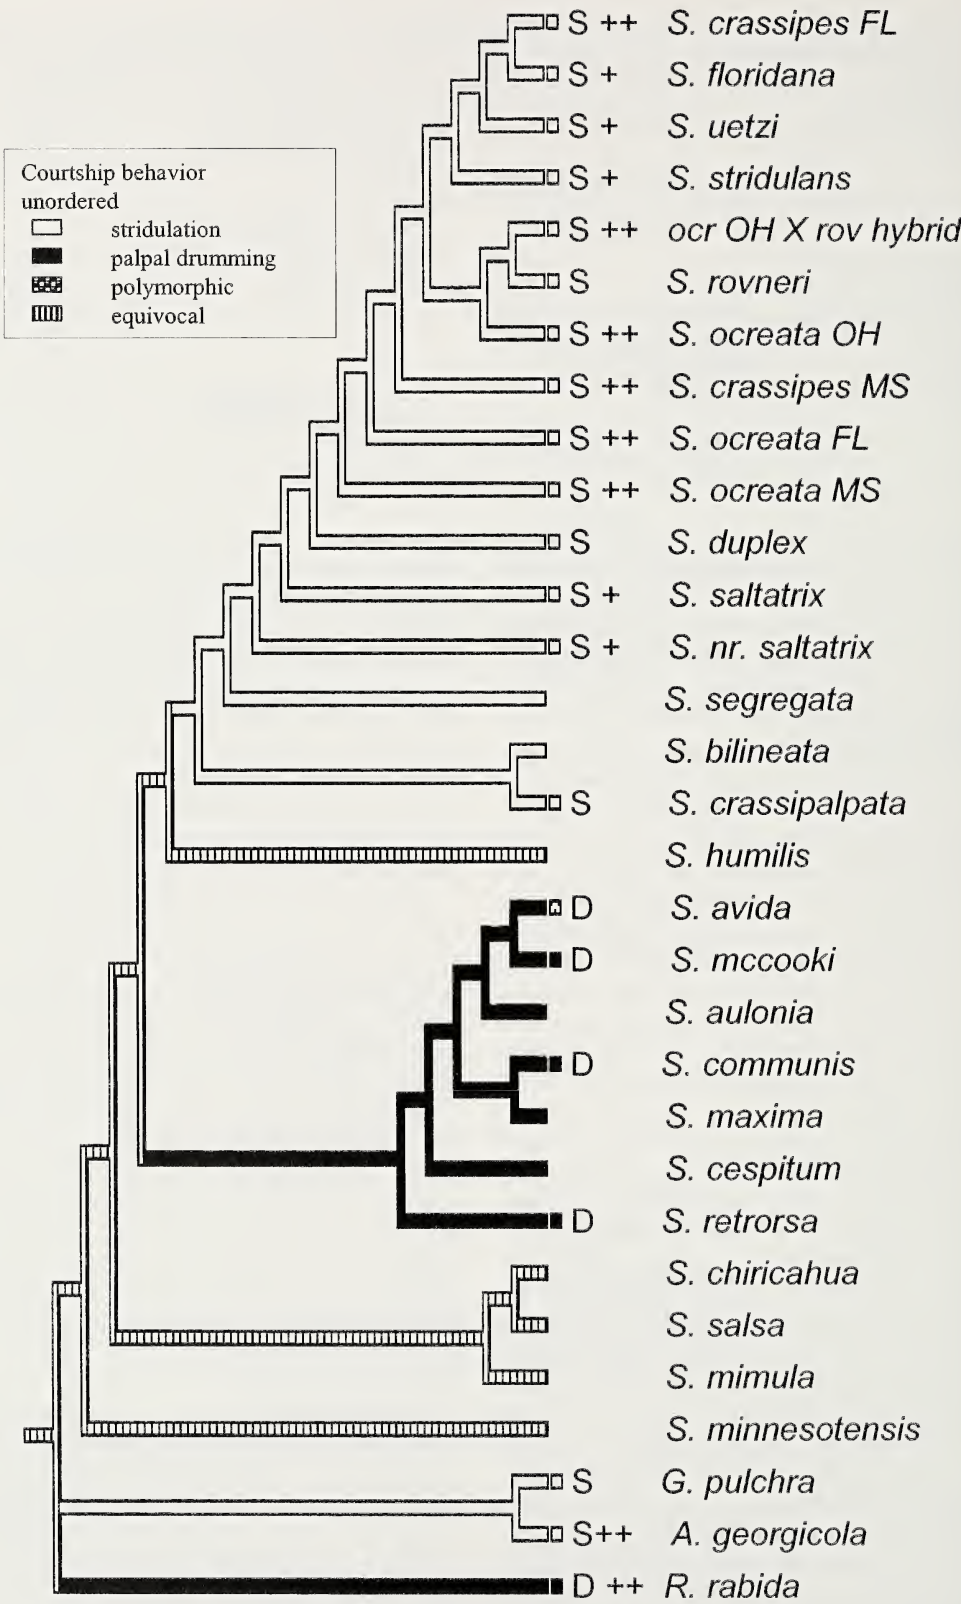 S ++ S. crassipes FL
S + S. floridana
S + S. uetzi
Courtship behavior
unordered
stridulation
palpal drumming
polymorphic
equivocal
S + S. stridulans
S ++ ocr OH X rov hybrid
S S. rovneri
S ++ S. ocreata OH
S ++ S. crassipes MS
S ++ S. ocreata FL
S ++ S. ocreata MS
S S. duplex
S + S. saltatrix
S + S. nr. saltatrix
S. segregata
S. bilineata
S S. crassipalpata
S. humilis
D S. avida
D S. mccooki
S. aulonia
D S. communis
S. maxima
S. cespitum
D S. retrorsa
S. chiricahua
S. salsa
S. mimula
S. minnesotensis
S G. pulchra
S++ A. georgicola
D ++ R. rabida